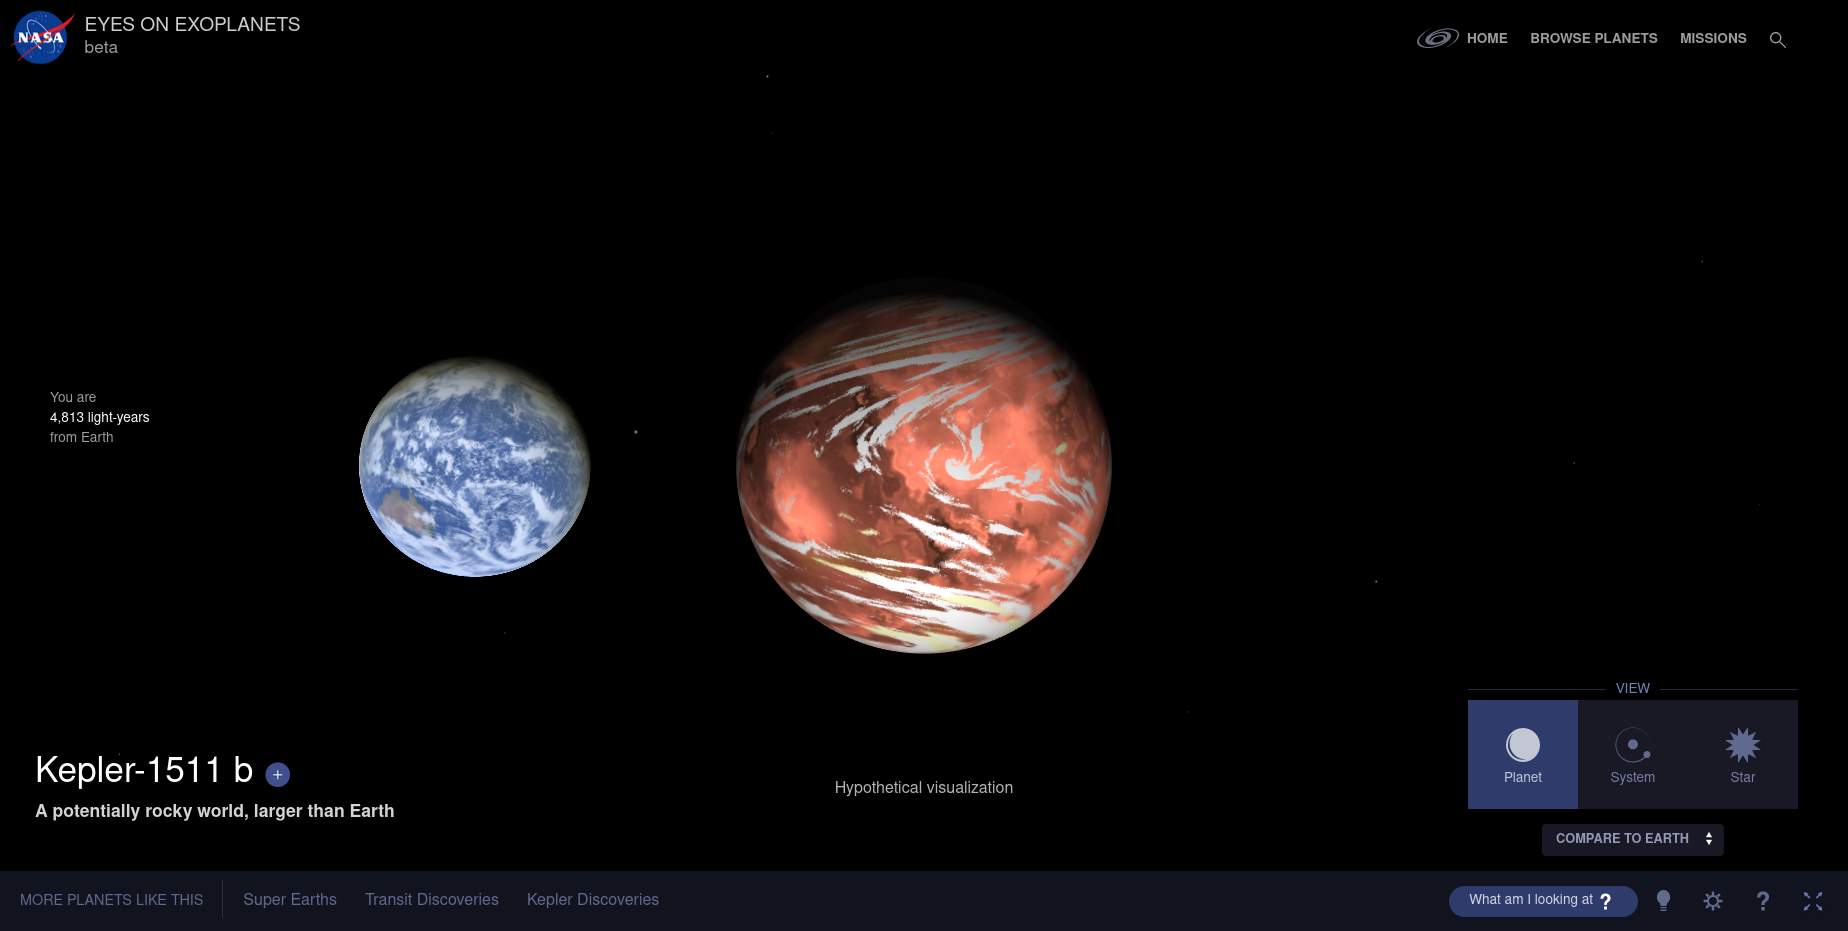 NASA
EYES ON EXOPLANETS
beta
HOME
BROWSE PLANETS
MISSIONS
You are
4,813 light-years
from Earth
VIEW
Planet
System
Star
COMPARE TO EARTH
Kepler-1511 b +
A potentially rocky world, larger than Earth
Hypothetical visualization
MORE PLANETS LIKE THIS
Super Earths
Transit Discoveries
Kepler Discoveries
What am I looking at ?
?